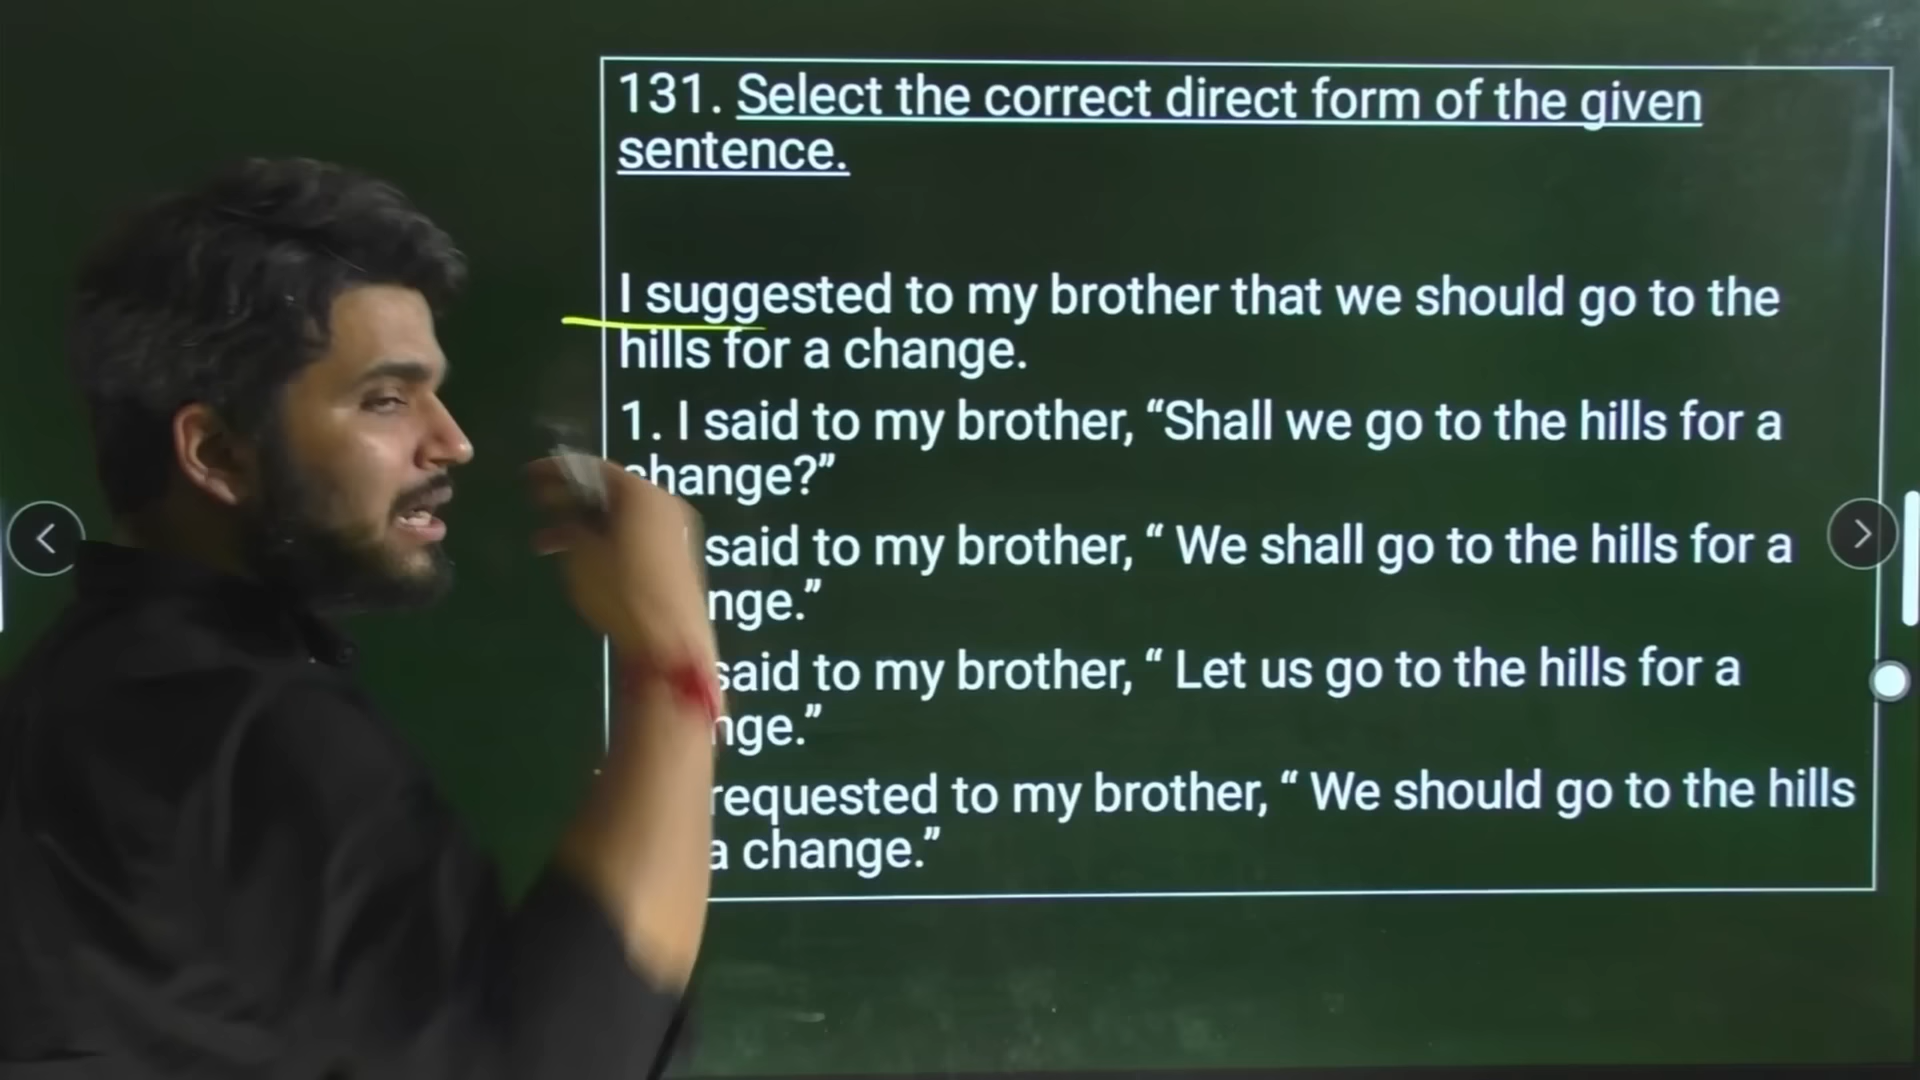 131. Select the correct direct form of the given
sentence.
I suggested to my brother that we should go to the
hills for a change.
1. I said to my brother, “Shall we go to the hills for a
change?”
said to my brother, “ We shall go to the hills for a
nge.”
said to my brother, “ Let us go to the hills for a
nge.”
requested to my brother, “ We should go to the hills
a change.”